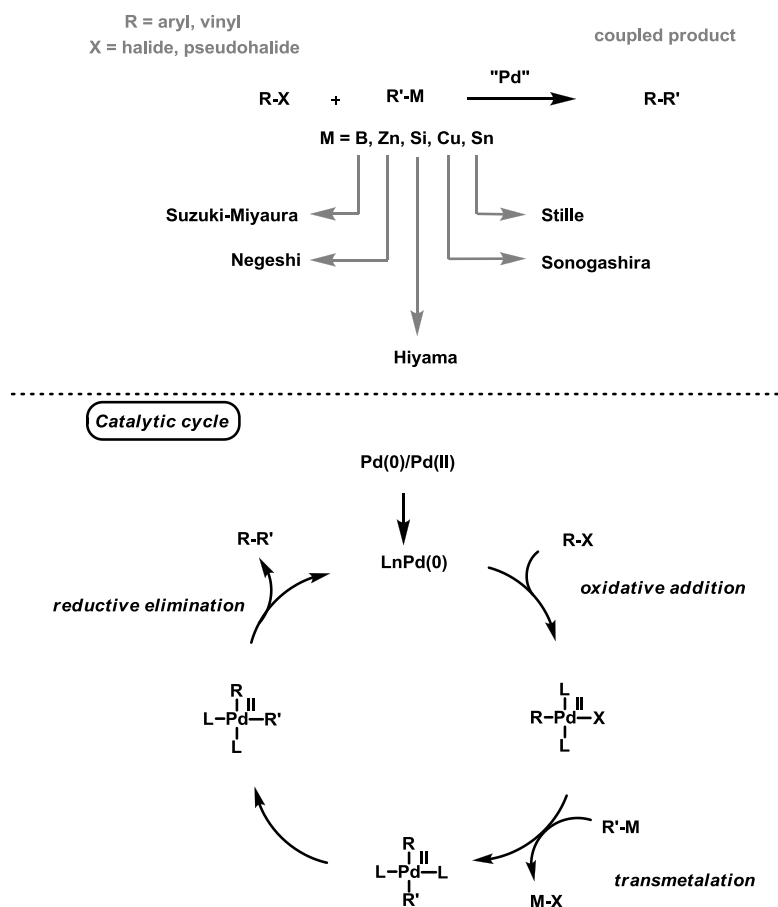 R = aryl, vinyl
X = halide, pseudohalide
coupled product
R-X + R'-M "Pd" R-R'
M = B, Zn, Si, Cu, Sn
Suzuki-Miyaura
Stille
Negeshi
Sonogashira
Hiyama
Catalytic cycle
Pd(0)/Pd(II)
R-R'
R-X
LnPd(0)
reductive elimination
oxidative addition
R
II
L-Pd-R'
L
L
II
R-Pd-X
L
R'-M
R
II
L-Pd-L
R'
transmetalation
M-X